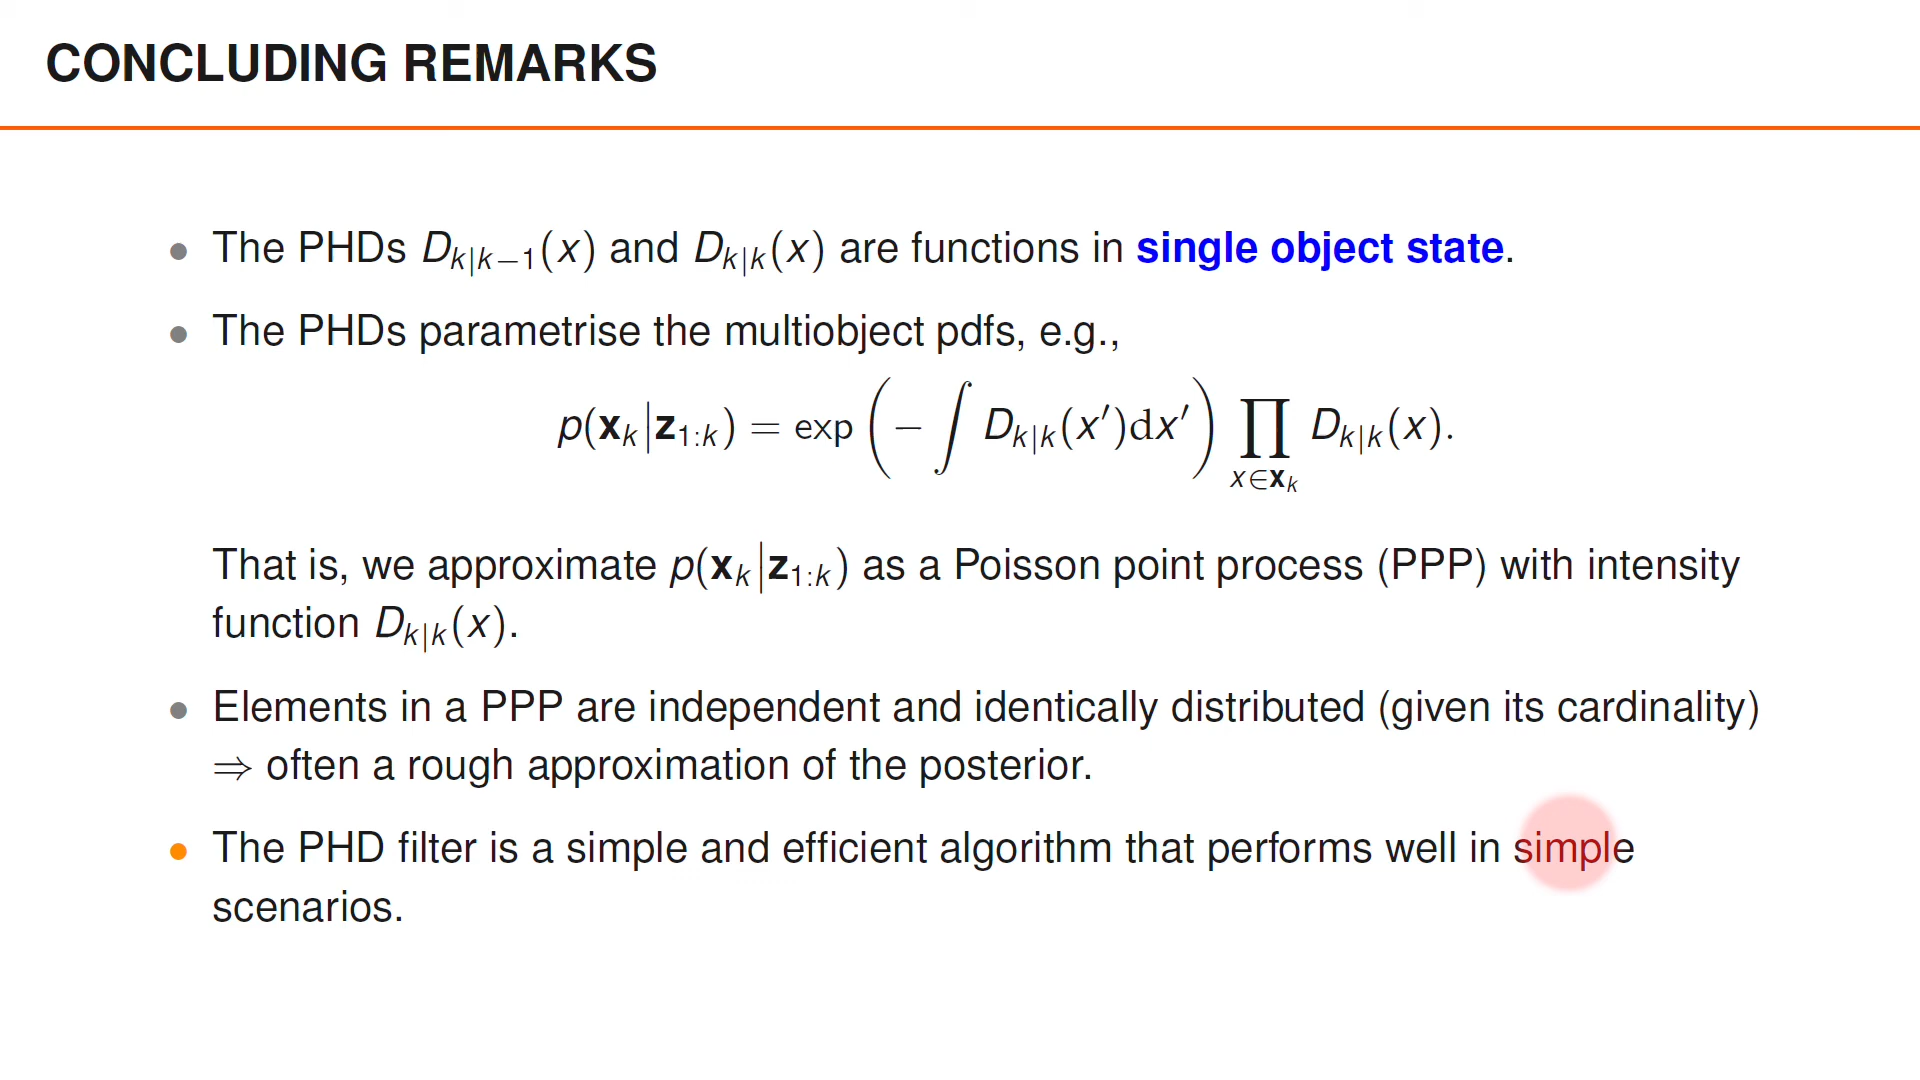 CONCLUDING REMARKS
• The PHDs D_{k|k−1}(x) and D_{k|k}(x) are functions in single object state.
• The PHDs parametrise the multiobject pdfs, e.g.,
p(𝐱_k|𝐳_{1:k}) = exp(−∫ D_{k|k}(x′)dx′) ∏_{x∈𝐱_k} D_{k|k}(x).
That is, we approximate p(𝐱_k|𝐳_{1:k}) as a Poisson point process (PPP) with intensity
function D_{k|k}(x).
• Elements in a PPP are independent and identically distributed (given its cardinality)
⇒ often a rough approximation of the posterior.
• The PHD filter is a simple and efficient algorithm that performs well in simple
scenarios.